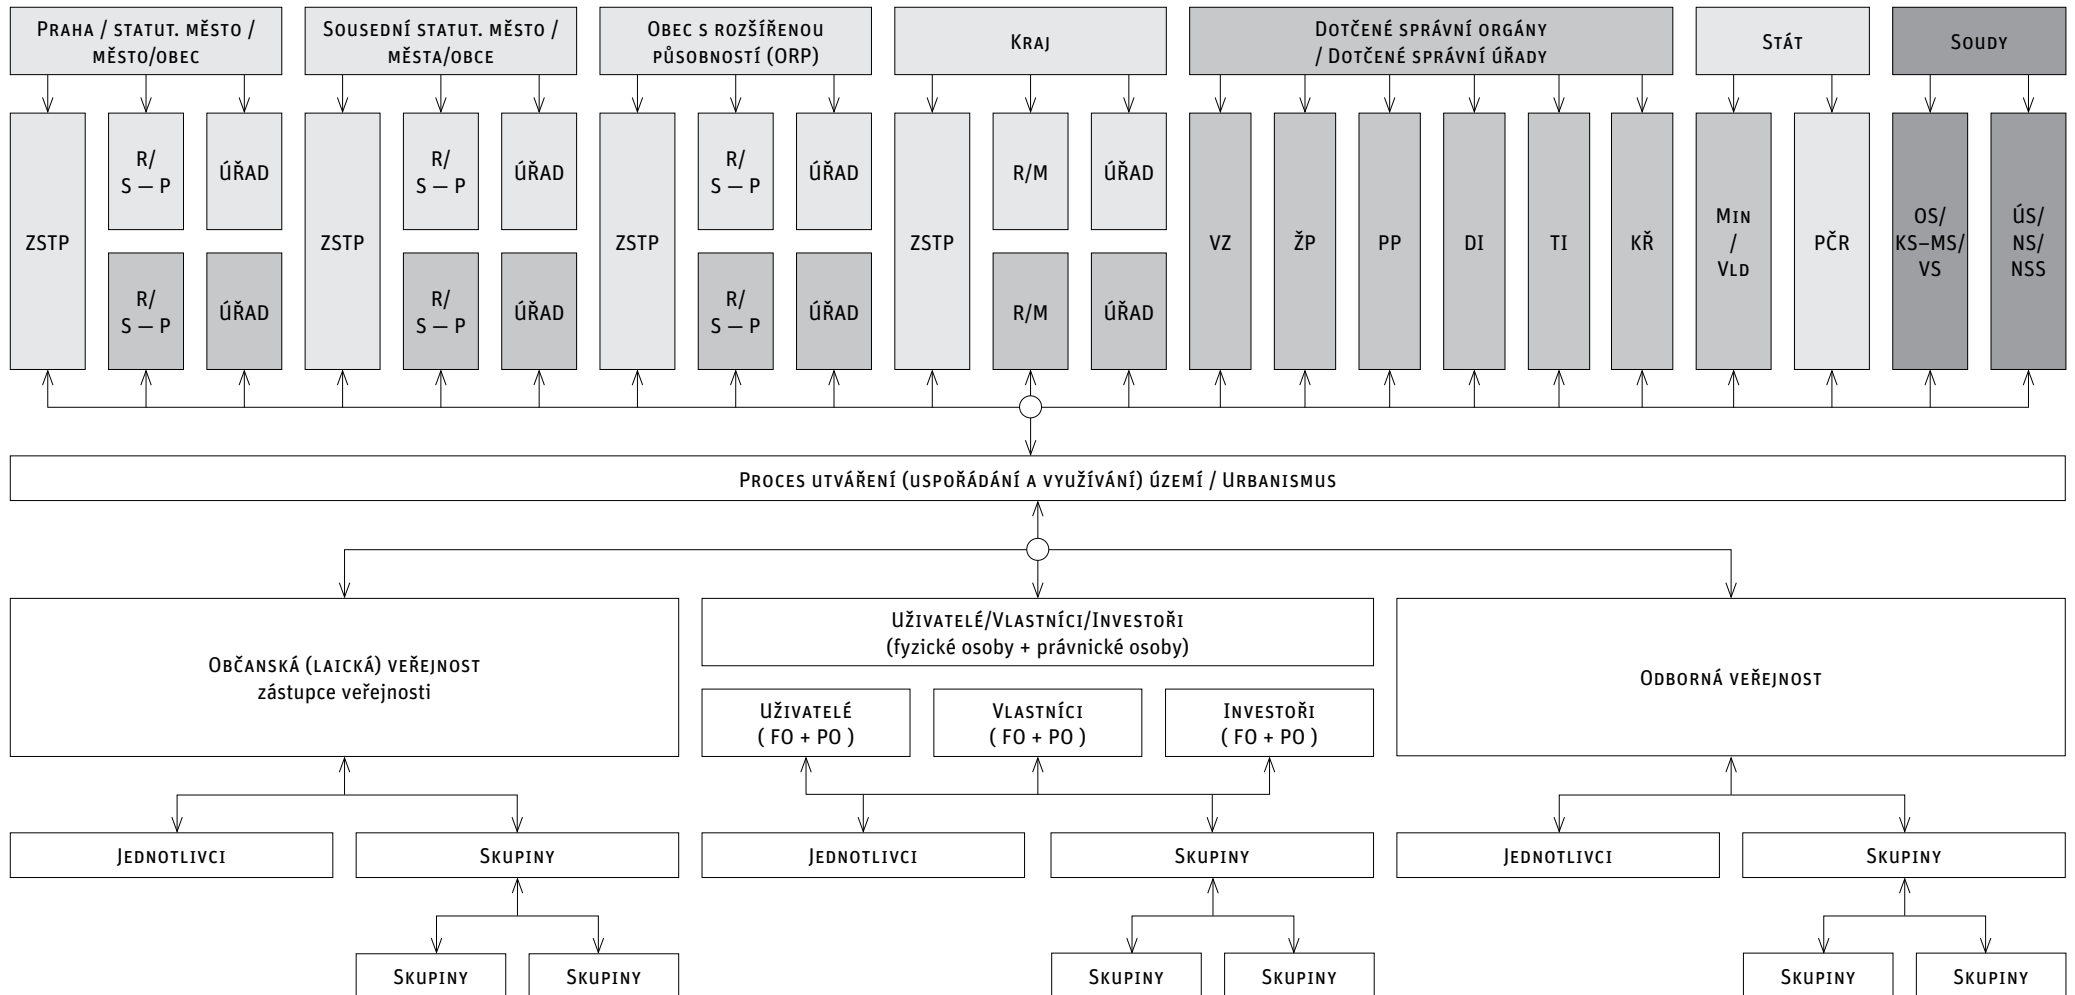 Praha / statut. město /
město/obec
Sousední statut. město /
města/obce
Obec s rozšířenou
působností (ORP)
Kraj
Dotčené správní orgány
/ Dotčené správní úřady
Stát
Soudy
ZSTP
R/
S – P
ÚŘAD
ZSTP
R/
S – P
ÚŘAD
ZSTP
R/
S – P
ÚŘAD
ZSTP
R/M
ÚŘAD
VZ
ŽP
PP
DI
TI
KŘ
Min
/
Vld
PČR
OS/
KS–MS/
VS
ÚS/
NS/
NSS
R/
S – P
ÚŘAD
R/
S – P
ÚŘAD
R/
S – P
ÚŘAD
R/M
ÚŘAD
Proces utváření (uspořádání a využívání) území / Urbanismus
Občanská (laická) veřejnost
zástupce veřejnosti
Uživatelé/Vlastníci/Investoři
(fyzické osoby + právnické osoby)
Uživatelé
( FO + PO )
Vlastníci
( FO + PO )
Investoři
( FO + PO )
Odborná veřejnost
Jednotlivci
Skupiny
Jednotlivci
Skupiny
Jednotlivci
Skupiny
Skupiny
Skupiny
Skupiny
Skupiny
Skupiny
Skupiny